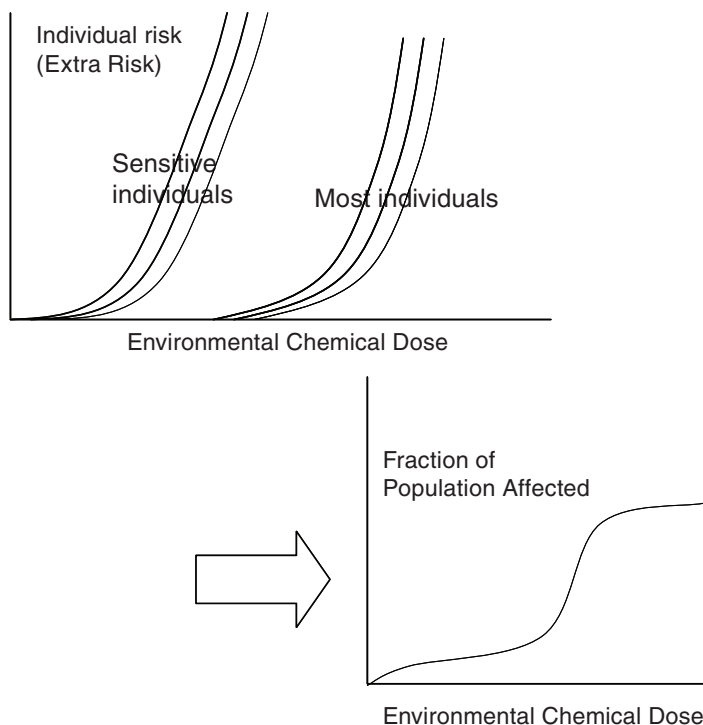 Individual risk
(Extra Risk)
Sensitive
individuals
Most individuals
Environmental Chemical Dose
Fraction of
Population Affected
Environmental Chemical Dose